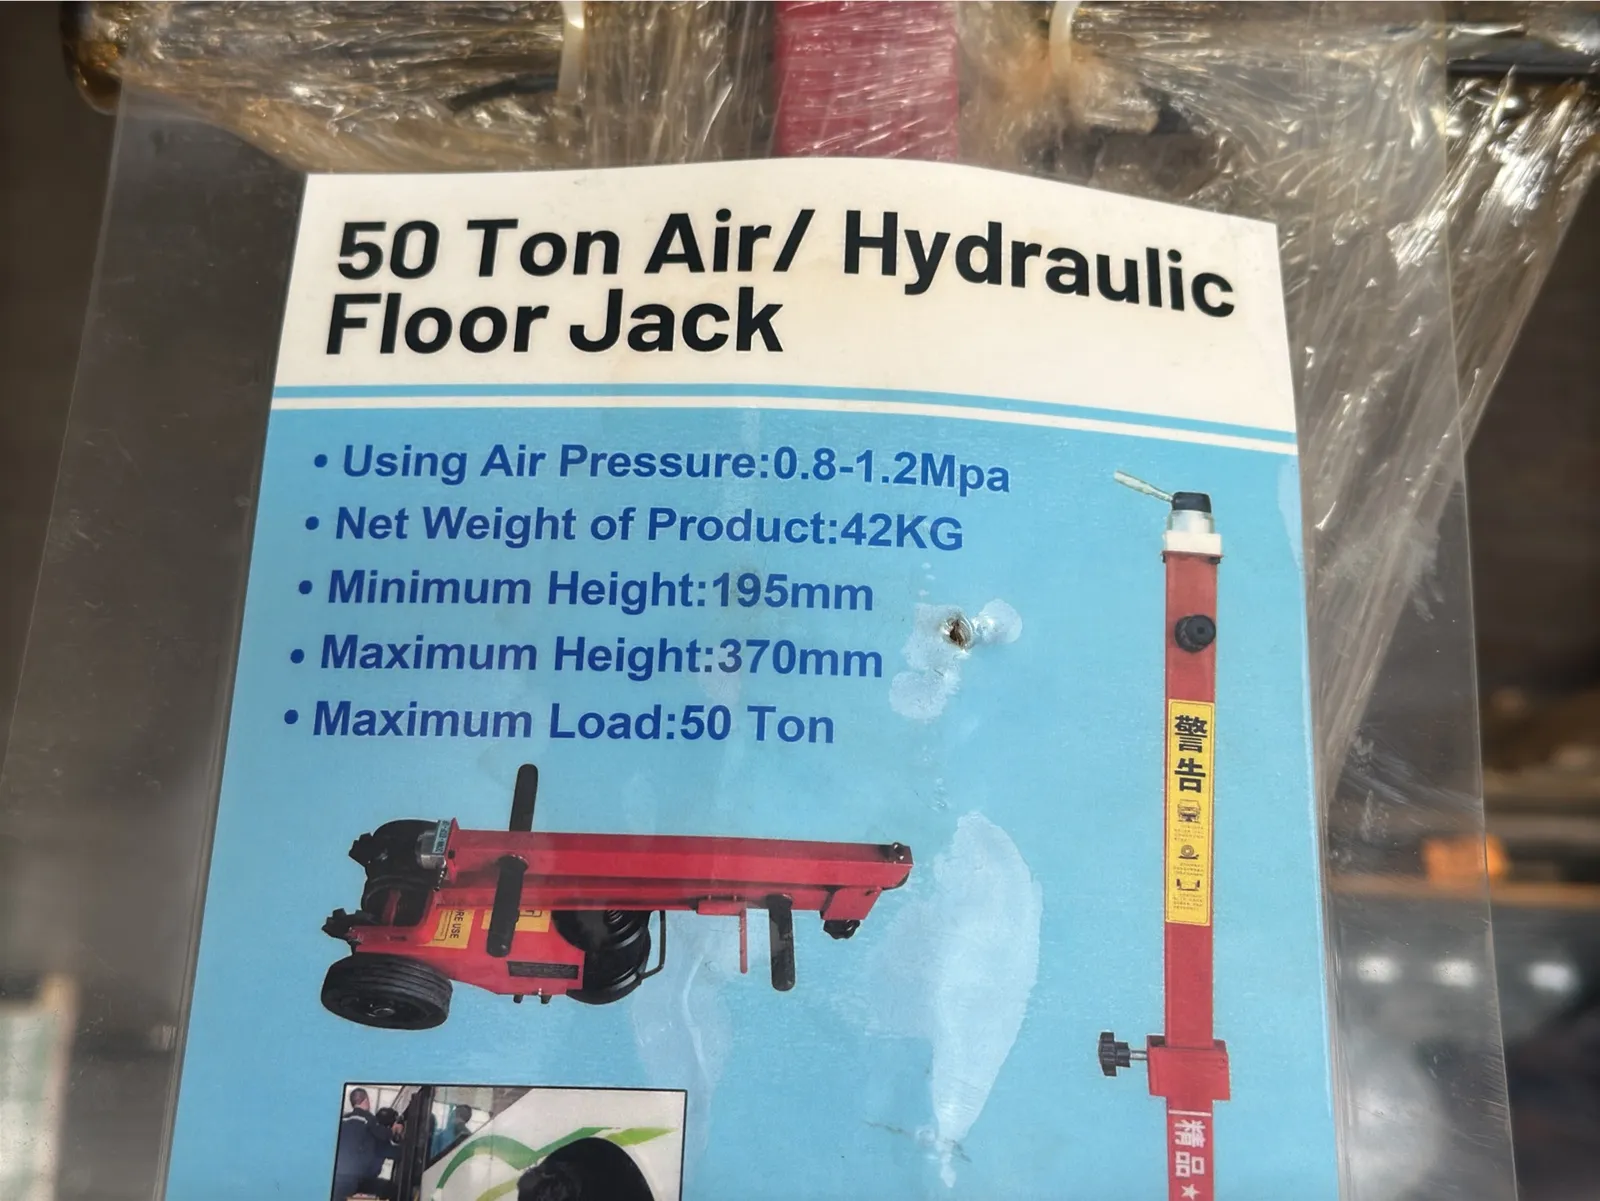 50 Ton Air/ Hydraulic
Floor Jack
• Using Air Pressure:0.8-1.2Mpa
• Net Weight of Product:42KG
• Minimum Height:195mm
• Maximum Height:370mm
• Maximum Load:50 Ton
警告
精品